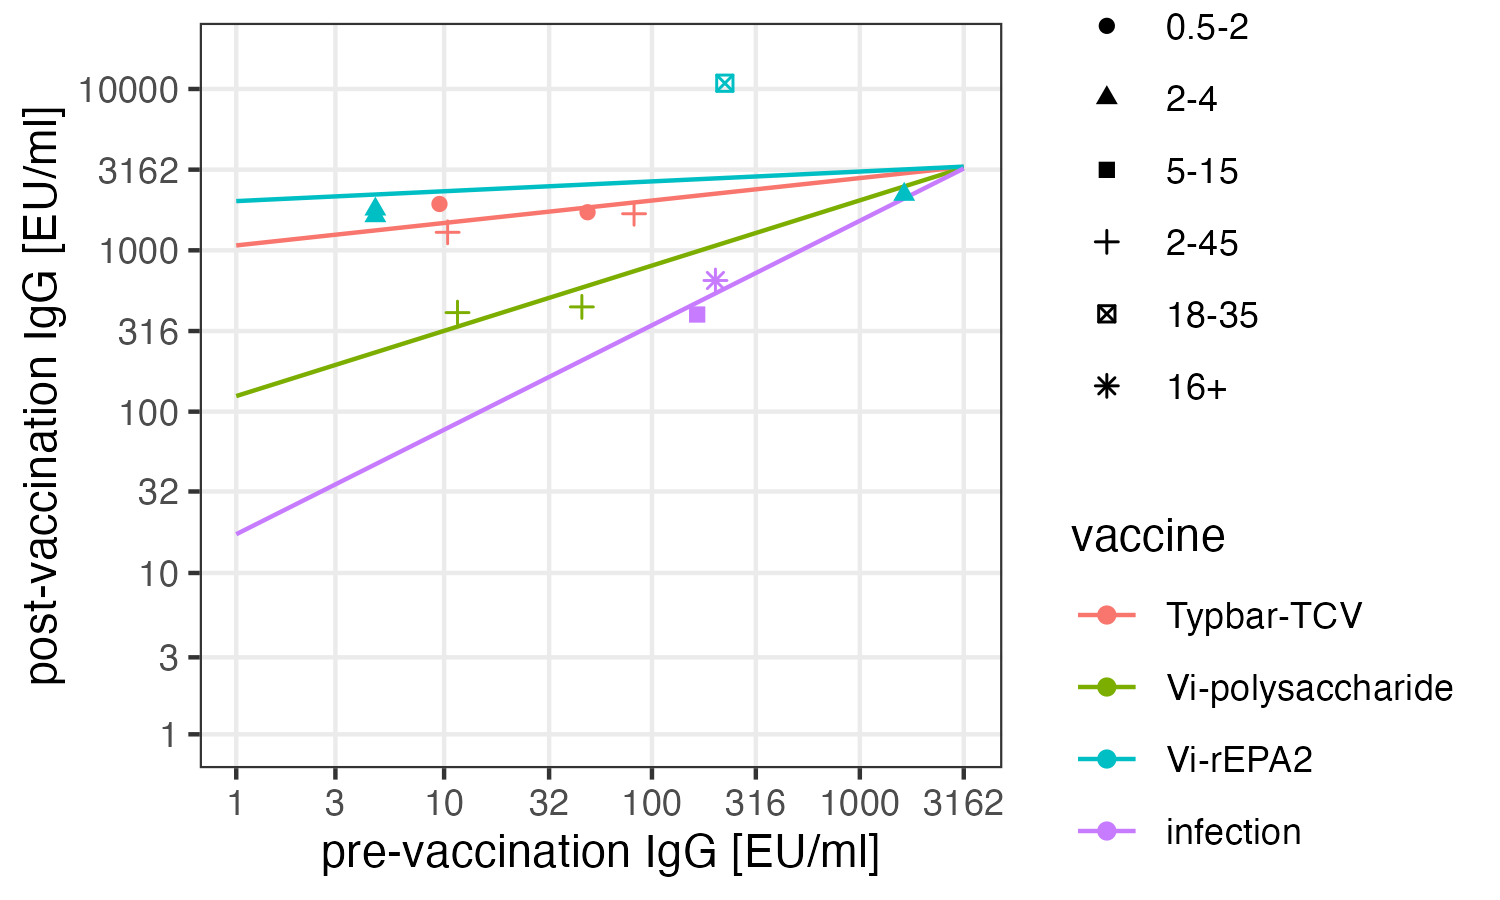 post-vaccination IgG [EU/ml]
10000
3162
1000
316
100
32
10
3
1
1 3 10 32 100 316 1000 3162
pre-vaccination IgG [EU/ml]
0.5-2
2-4
5-15
2-45
18-35
16+
vaccine
Typbar-TCV
Vi-polysaccharide
Vi-rEPA2
infection